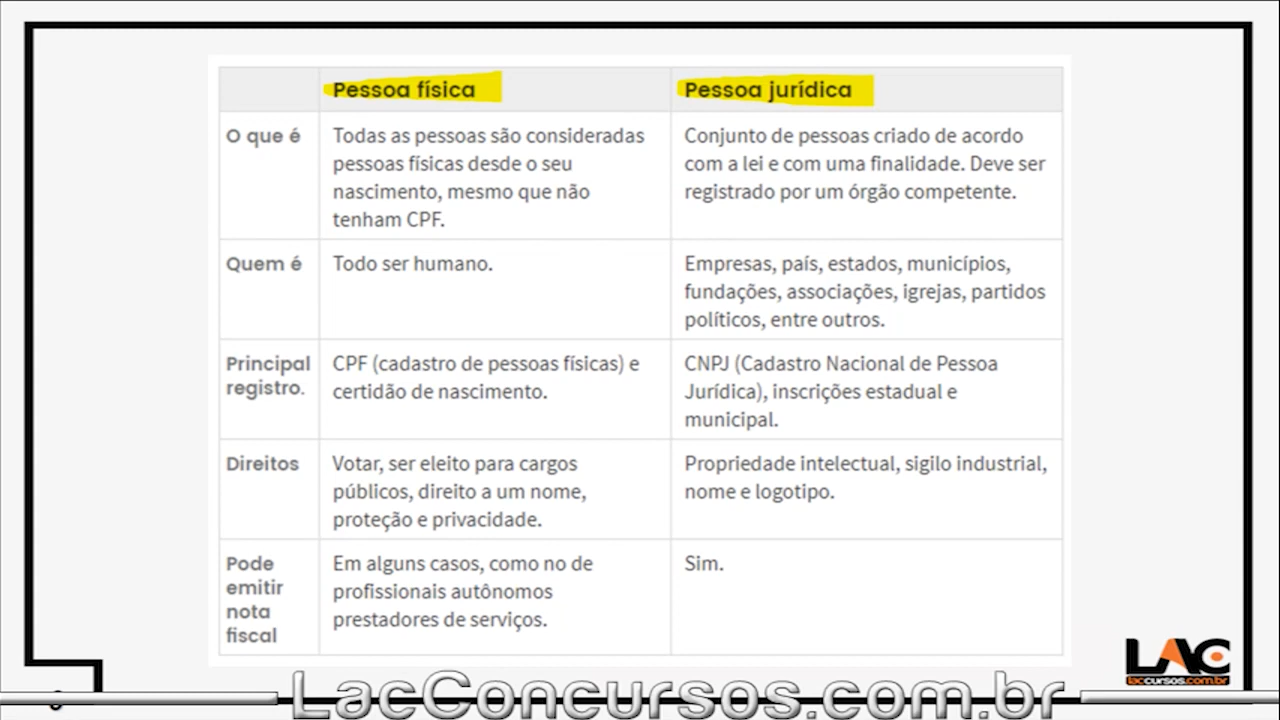 Pessoa física
Pessoa jurídica
O que é
Todas as pessoas são consideradas
pessoas físicas desde o seu
nascimento, mesmo que não
tenham CPF.
Conjunto de pessoas criado de acordo
com a lei e com uma finalidade. Deve ser
registrado por um órgão competente.
Quem é
Todo ser humano.
Empresas, país, estados, municípios,
fundações, associações, igrejas, partidos
políticos, entre outros.
Principal
registro.
CPF (cadastro de pessoas físicas) e
certidão de nascimento.
CNPJ (Cadastro Nacional de Pessoa
Jurídica), inscrições estadual e
municipal.
Direitos
Votar, ser eleito para cargos
públicos, direito a um nome,
proteção e privacidade.
Propriedade intelectual, sigilo industrial,
nome e logotipo.
Pode
emitir
nota
fiscal
Em alguns casos, como no de
profissionais autônomos
prestadores de serviços.
Sim.
LAC
laccursos.com.br
LacConcursos.com.br